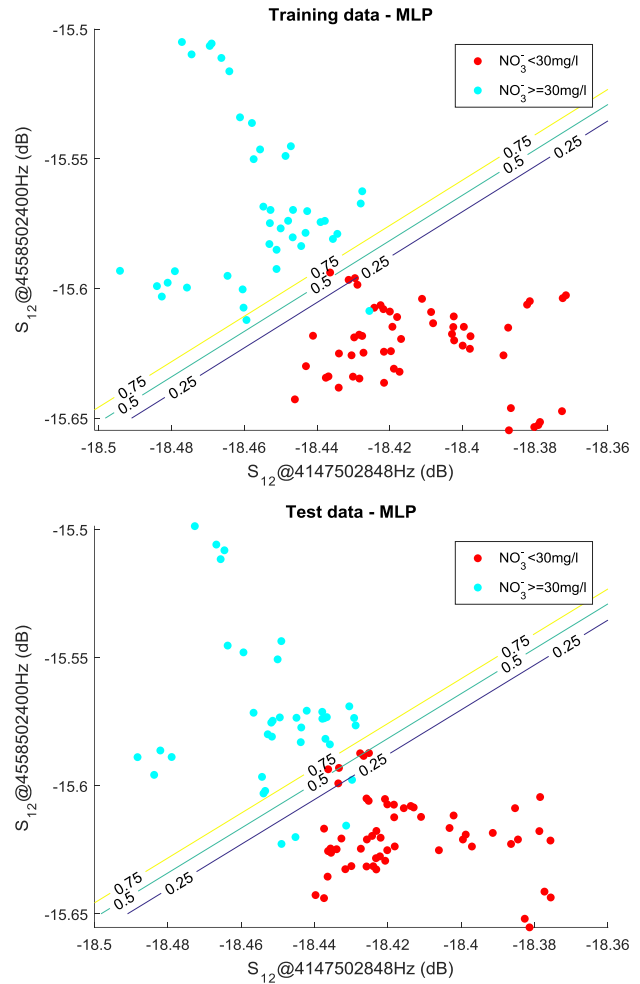 Training data - MLP
-15.5
NO₃⁻<30mg/l
NO₃⁻>=30mg/l
0.75
0.5
0.25
-15.55
S₁₂@4558502400Hz (dB)
0.75
0.5
0.25
-15.6
0.75
0.5
0.25
-15.65
-18.5 -18.48 -18.46 -18.44 -18.42 -18.4 -18.38 -18.36
S₁₂@4147502848Hz (dB)
Test data - MLP
-15.5
NO₃⁻<30mg/l
NO₃⁻>=30mg/l
0.75
0.5
0.25
-15.55
S₁₂@4558502400Hz (dB)
0.75
0.5
0.25
-15.6
0.75
0.5
0.25
-15.65
-18.5 -18.48 -18.46 -18.44 -18.42 -18.4 -18.38 -18.36
S₁₂@4147502848Hz (dB)